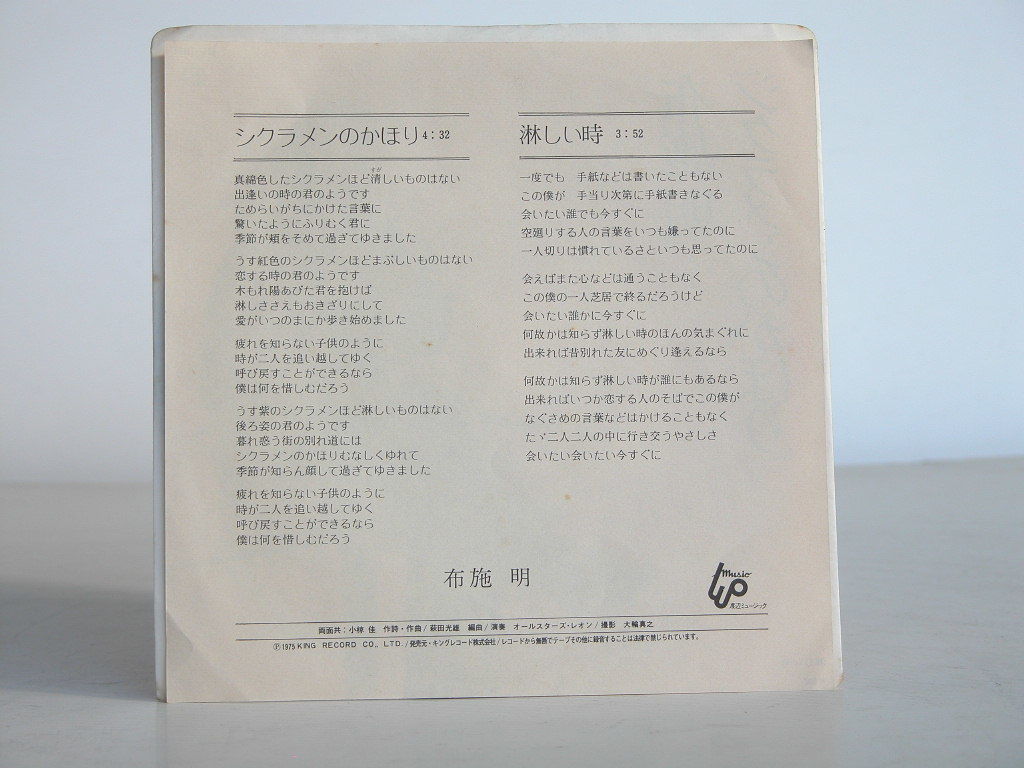 シクラメンのかほり 4:32
真綿色したシクラメンほど清しいものはない
出逢いの時の君のようです
ためらいがちにかけた言葉に
驚いたようにふりむく君に
季節が頬をそめて過ぎてゆきました
うす紅色のシクラメンほどまぶしいものはない
恋する時の君のようです
木もれ陽あびた君を抱けば
淋しささえもおきざりにして
愛がいつのまにか歩き始めました
疲れを知らない子供のように
時が二人を追い越してゆく
呼び戻すことができるなら
僕は何を惜しむだろう
うす紫のシクラメンほど淋しいものはない
後ろ姿の君のようです
暮れ惑う街の別れ道には
シクラメンのかほりむなしくゆれて
季節が知らん顔して過ぎてゆきました
疲れを知らない子供のように
時が二人を追い越してゆく
呼び戻すことができるなら
僕は何を惜しむだろう
淋しい時 3:52
一度でも 手紙などは書いたこともない
この僕が 手当り次第に手紙書きなぐる
会いたい誰でも今すぐに
空廻りする人の言葉をいつも嫌ってたのに
一人切りは慣れているさといつも思ってたのに
会えばまた心などは通うこともなく
この僕の一人芝居で終るだろうけど
会いたい誰かに今すぐに
何故かは知らず淋しい時のほんの気まぐれに
出来れば昔別れた友にめぐり逢えるなら
何故かは知らず淋しい時が誰にもあるなら
出来ればいつか恋する人のそばでこの僕が
なぐさめの言葉などはかけることもなく
たゞ二人二人の中に行き交うやさしさ
会いたい会いたい今すぐに
布施 明
Music
渡辺ミュージック
両面共:小椋 佳 作詩・作曲/萩田光雄 編曲/演奏 オールスターズ・レオン/撮影 大輪真之
Ⓟ1975 KING RECORD CO., LTD./発売元・キングレコード株式会社/レコードから無断でテープその他に録音することは法律で禁じられています。